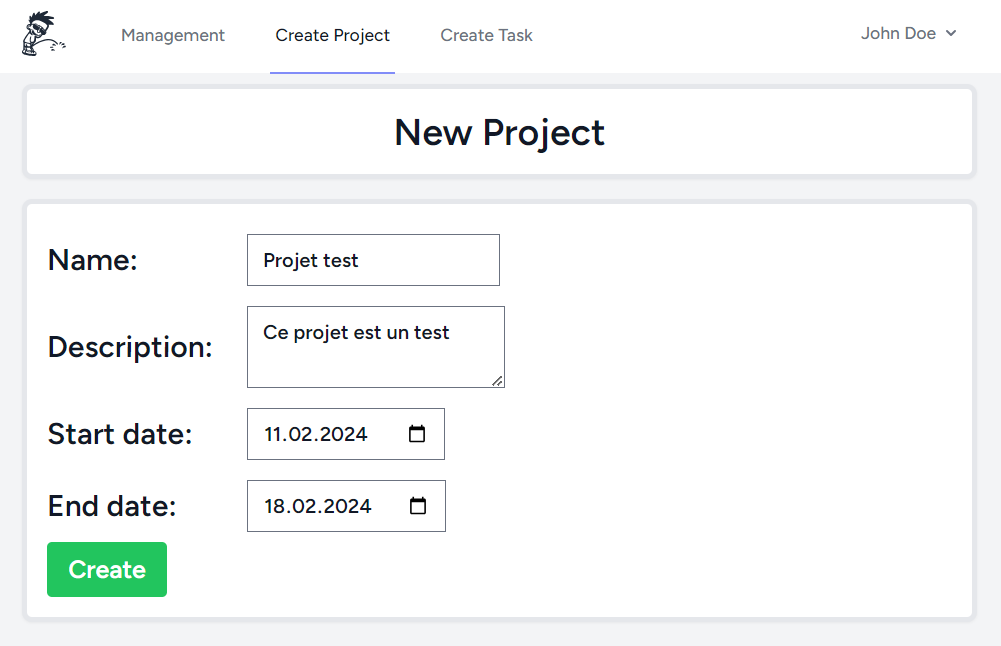 Management Create Project Create Task John Doe
New Project
Name: Projet test
Description: Ce projet est un test
Start date: 11.02.2024
End date: 18.02.2024
Create